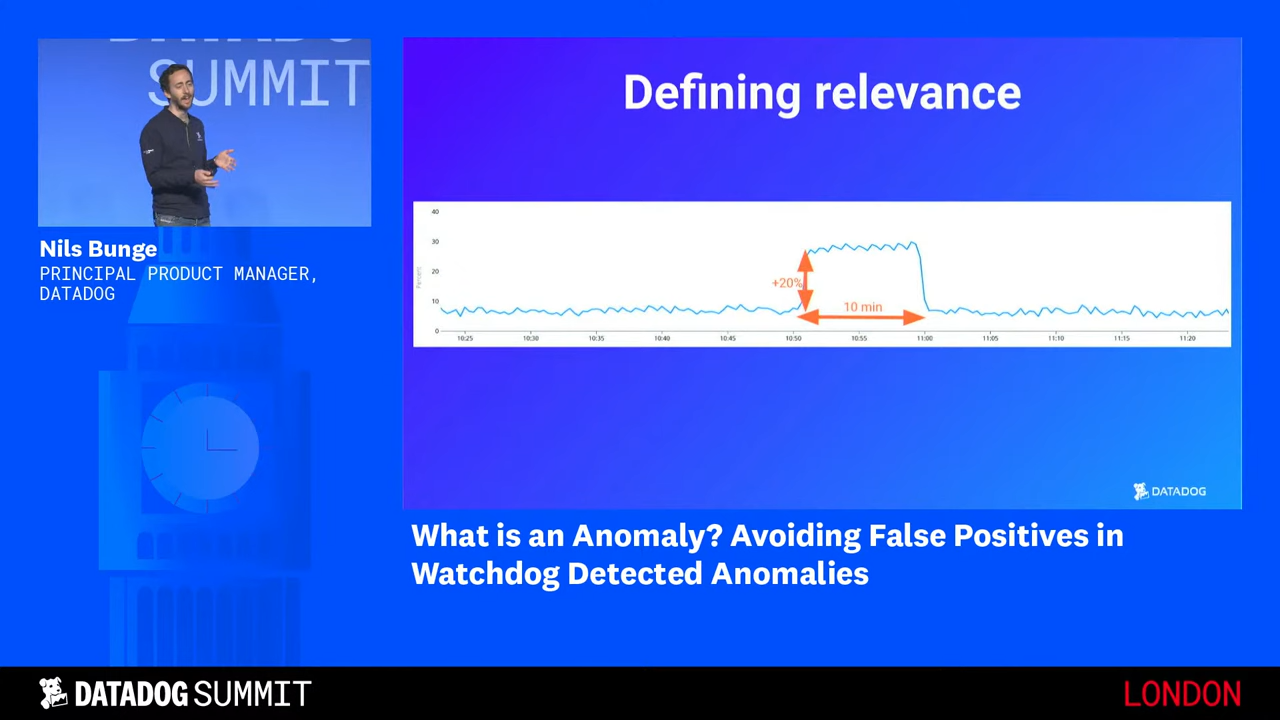 SUMMIT
Nils Bunge
PRINCIPAL PRODUCT MANAGER,
DATADOG
Defining relevance
40
30
20
10
0
Percent
+20%
10 min
10:25 10:30 10:35 10:40 10:45 10:50 10:55 11:00 11:05 11:10 11:15 11:20
DATADOG
What is an Anomaly? Avoiding False Positives in
Watchdog Detected Anomalies
DATADOG SUMMIT
LONDON